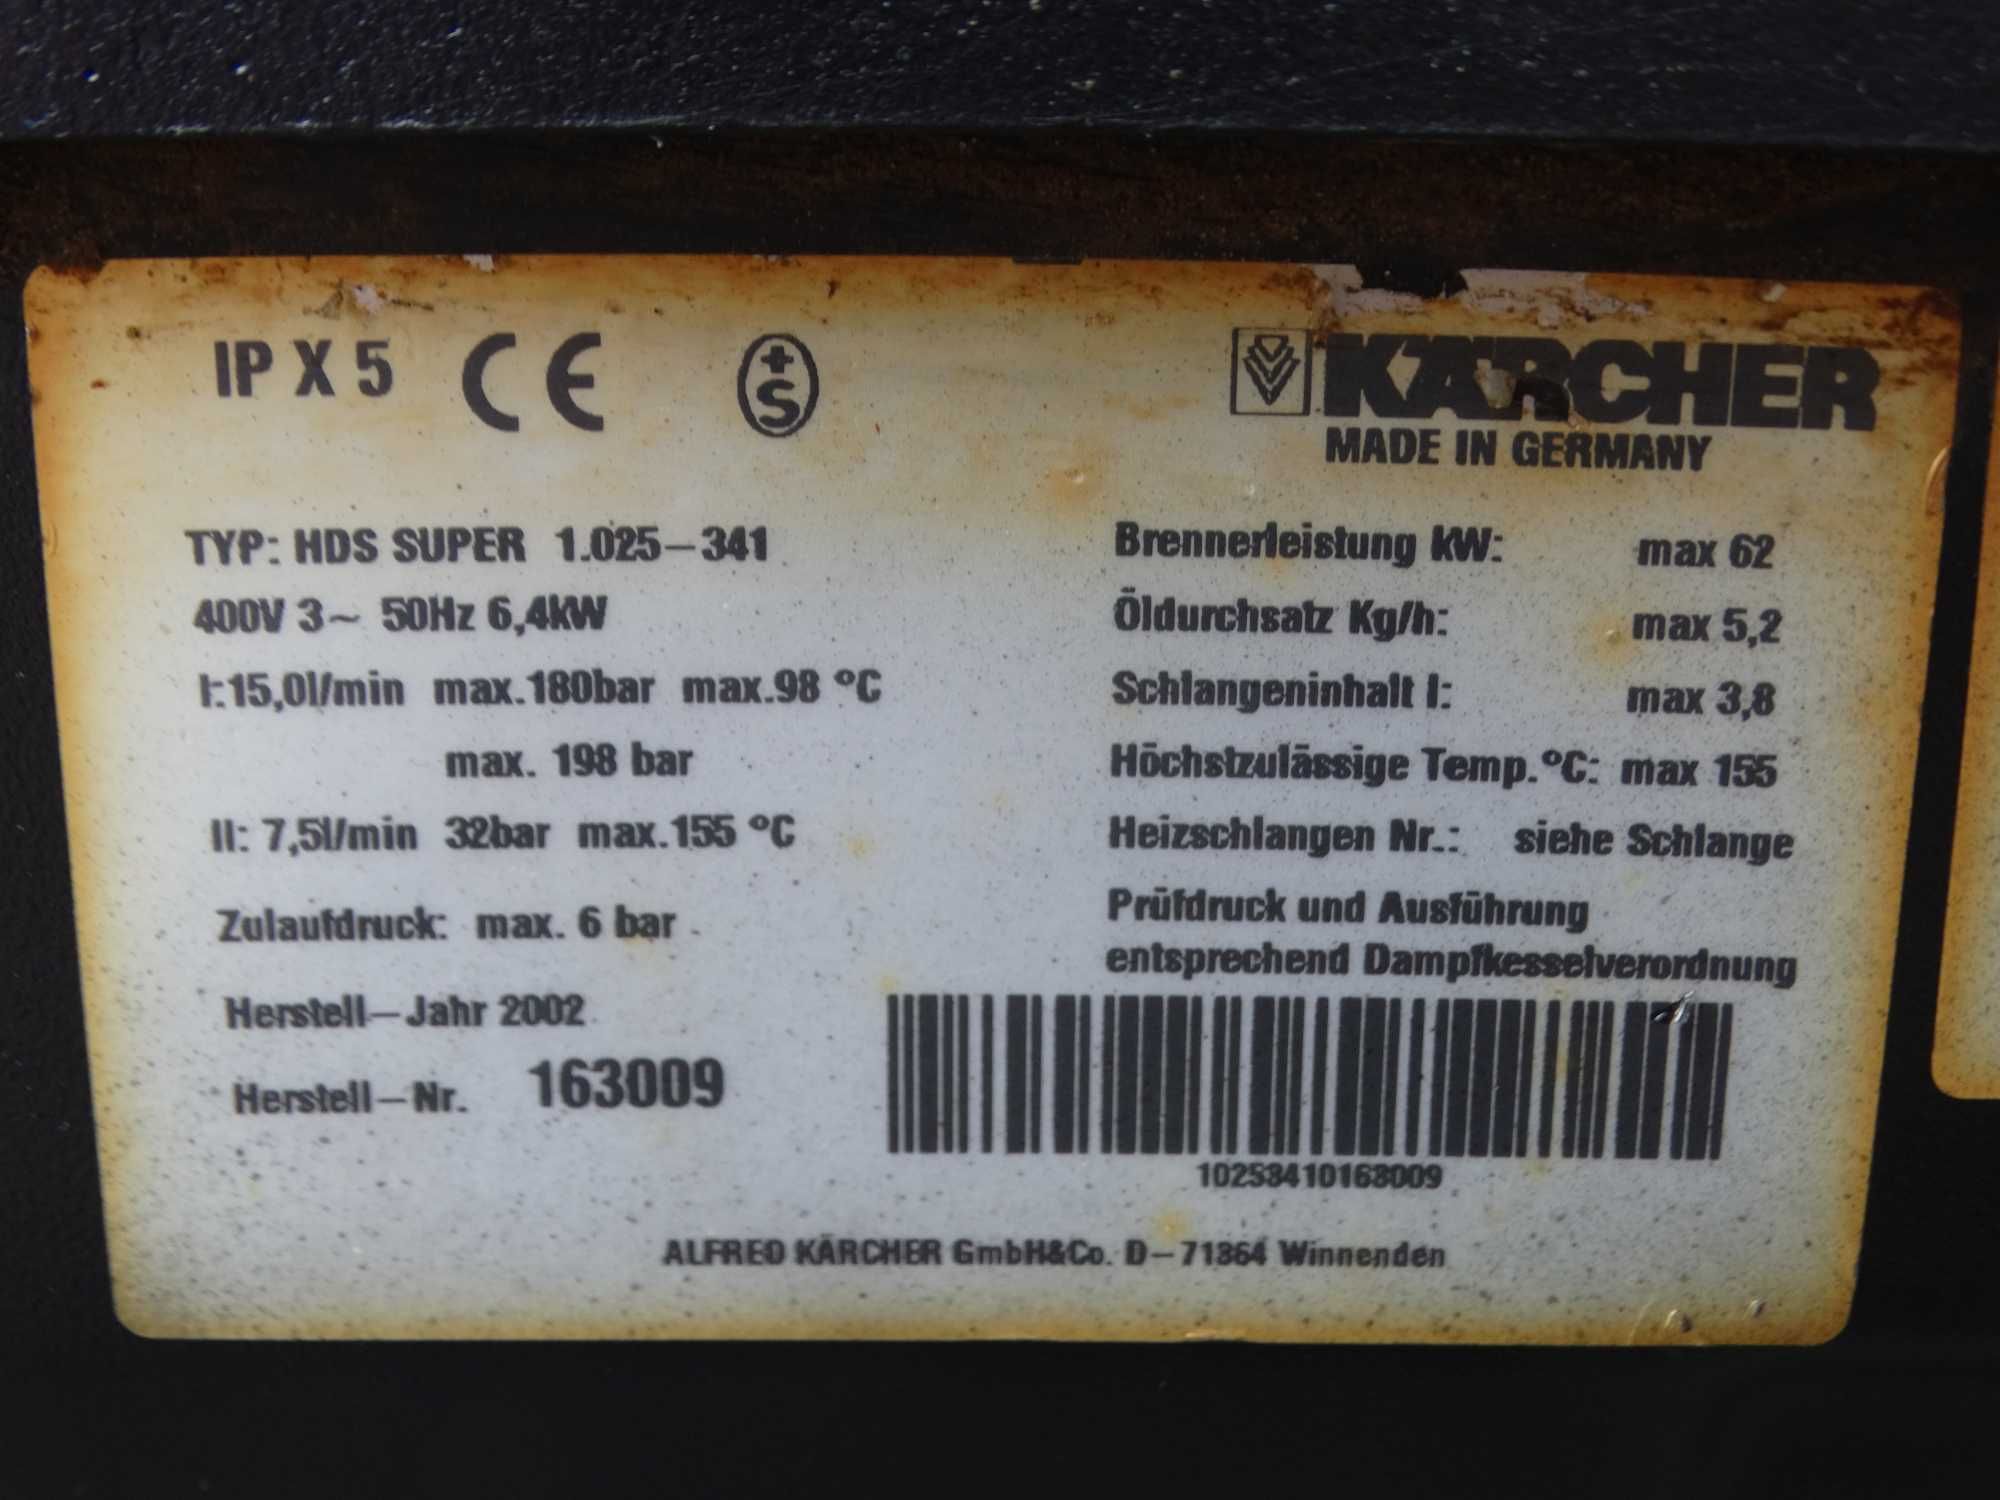 IP X 5 CE +S KÄRCHER
MADE IN GERMANY
TYP: HDS SUPER 1.025–341
400V 3~ 50Hz 6,4kW
I:15,0l/min max.180bar max.98 °C
max. 198 bar
II: 7,5l/min 32bar max.155 °C
Zulaufdruck: max. 6 bar
Herstell–Jahr 2002
Herstell–Nr. 163009
Brennerleistung kW: max 62
Öldurchsatz Kg/h: max 5,2
Schlangeninhalt l: max 3,8
Höchstzulässige Temp.°C: max 155
Heizschlangen Nr.: siehe Schlange
Prüfdruck und Ausführung
entsprechend Dampfkesselverordnung
10253410163009
ALFRED KÄRCHER GmbH&Co. D–71364 Winnenden